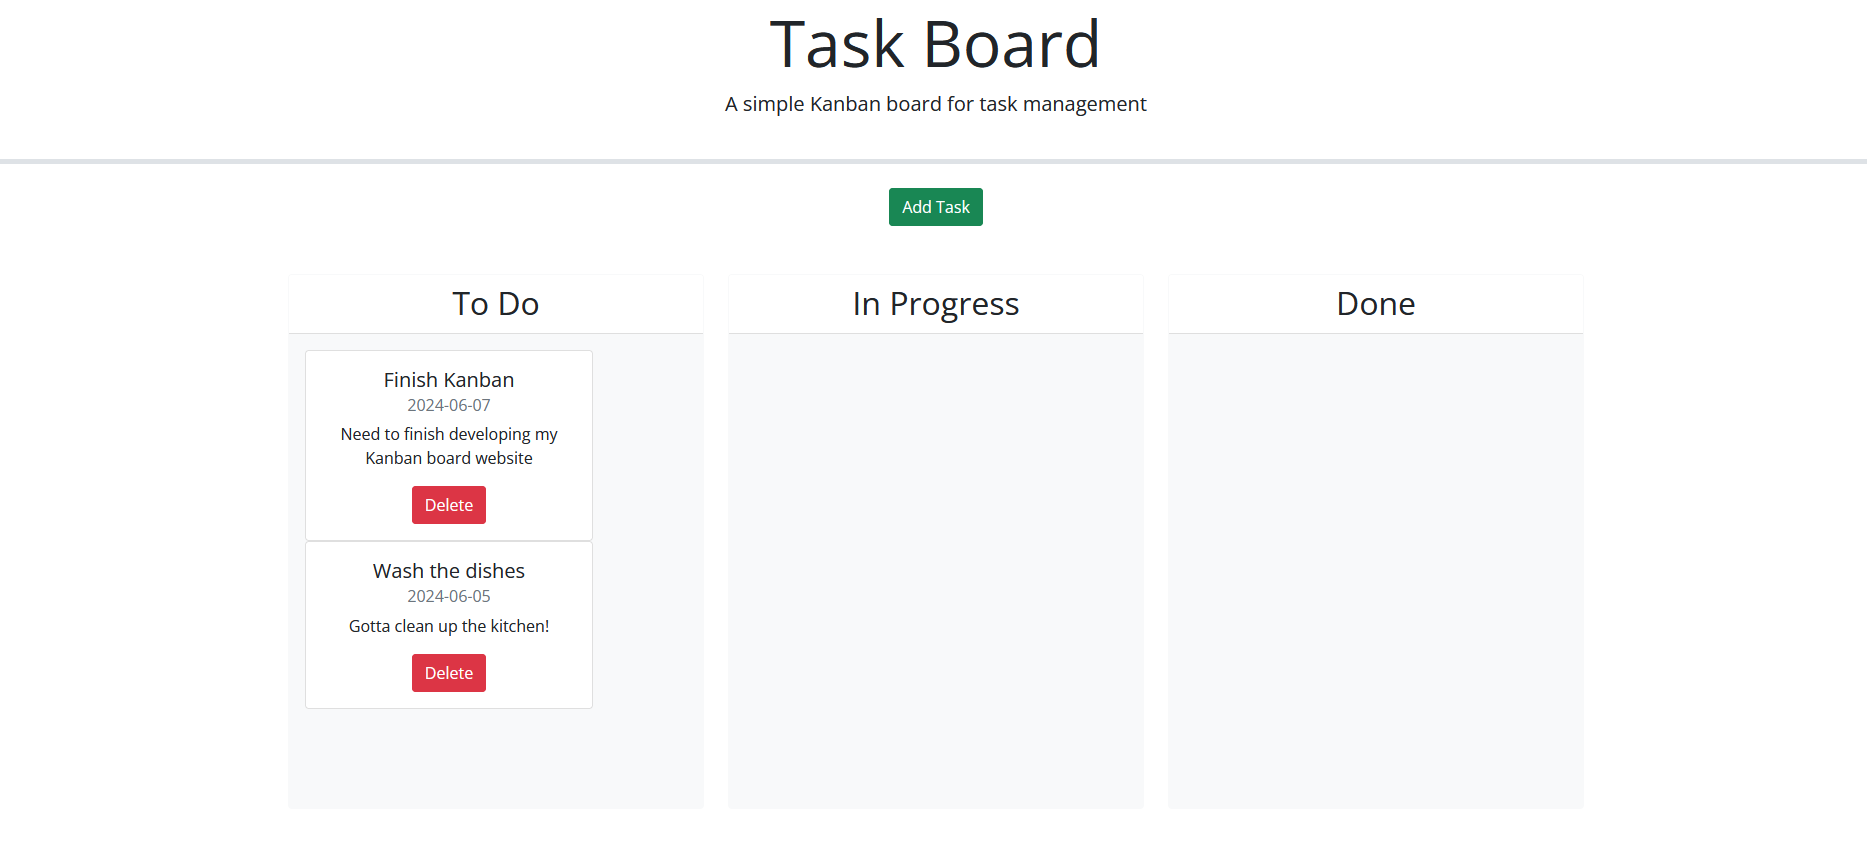 Task Board
A simple Kanban board for task management
Add Task
To Do
Finish Kanban
2024-06-07
Need to finish developing my
Kanban board website
Delete
Wash the dishes
2024-06-05
Gotta clean up the kitchen!
Delete
In Progress
Done